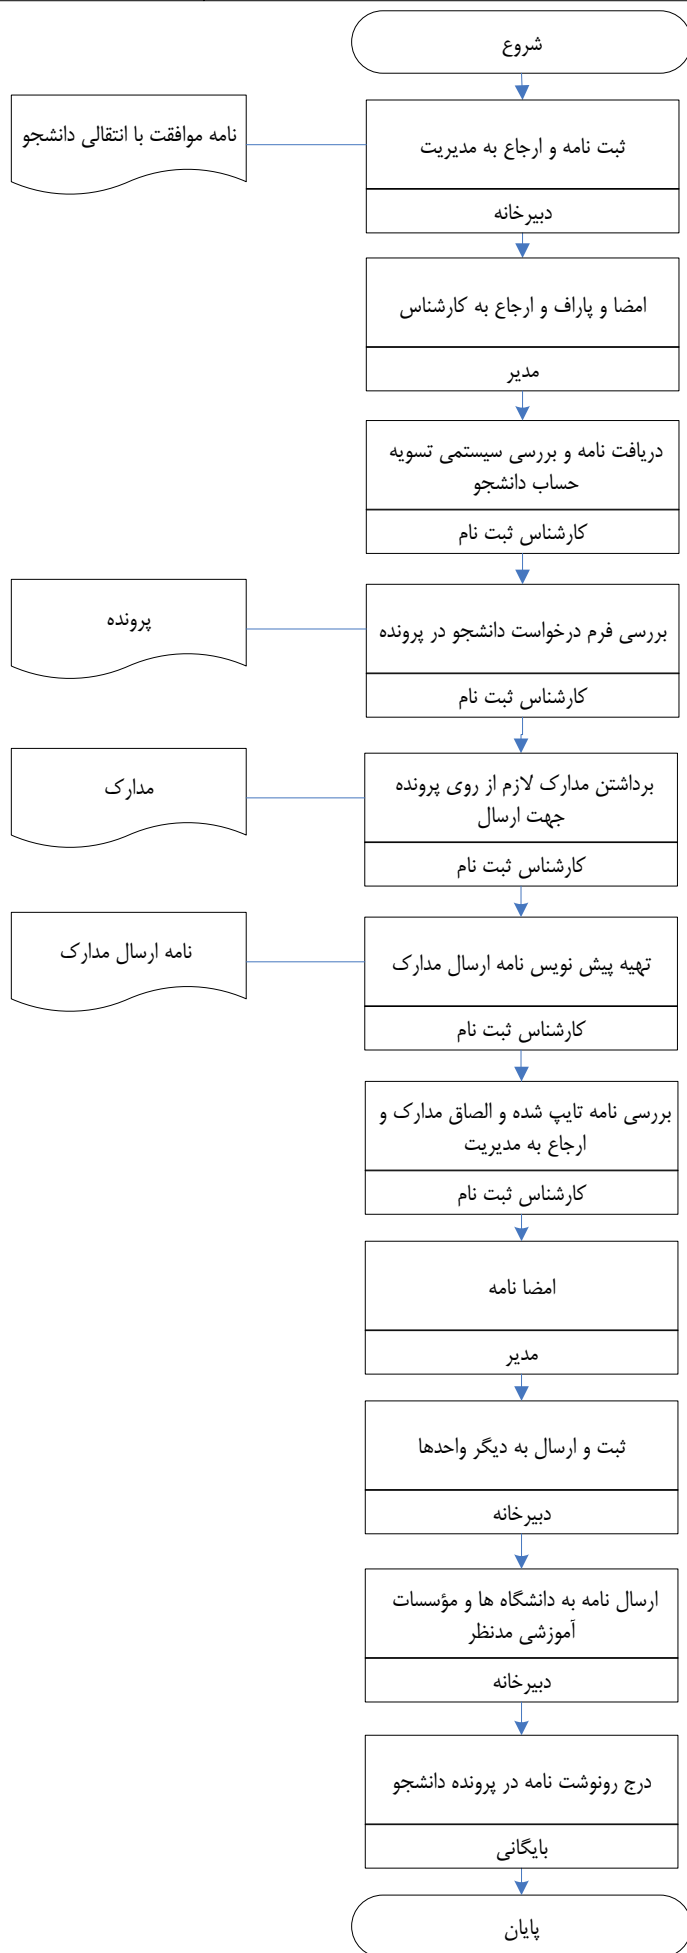 شروع
ثبت نامه و ارجاع به مدیریت
نامه موافقت با انتقالی دانشجو
دبیرخانه
امضا و پاراف و ارجاع به کارشناس
مدیر
دریافت نامه و بررسی سیستمی تسویه
حساب دانشجو
کارشناس ثبت نام
بررسی فرم درخواست دانشجو در پرونده
پرونده
کارشناس ثبت نام
برداشتن مدارک لازم از روی پرونده
جهت ارسال
مدارک
کارشناس ثبت نام
تهیه پیش نویس نامه ارسال مدارک
نامه ارسال مدارک
کارشناس ثبت نام
بررسی نامه تایپ شده و الصاق مدارک و
ارجاع به مدیریت
کارشناس ثبت نام
امضا نامه
مدیر
ثبت و ارسال به دیگر واحدها
دبیرخانه
ارسال نامه به دانشگاه ها و مؤسسات
آموزشی مدنظر
دبیرخانه
درج رونوشت نامه در پرونده دانشجو
بایگانی
پایان